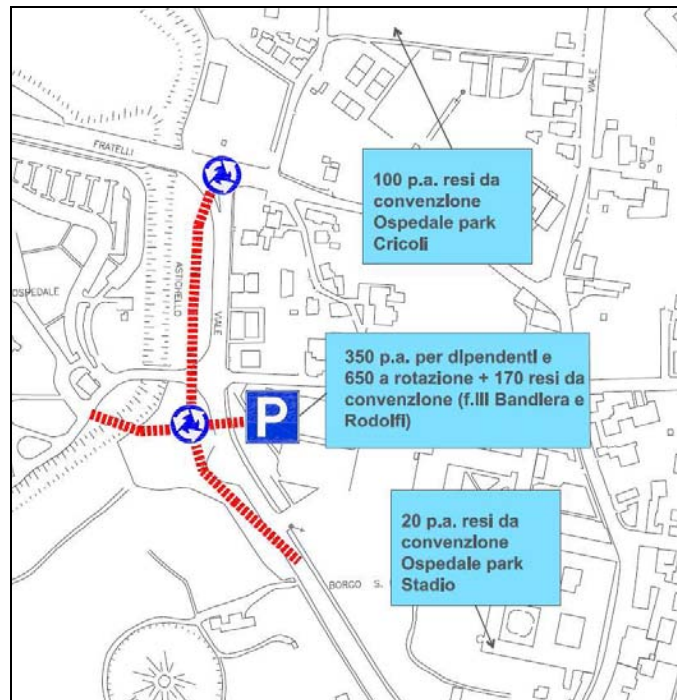 FRATELLI
VIALE
100 p.a. resi da
convenzione
Ospedale park
Cricoli
OSPEDALE
ASTICHELLO
VIALE
350 p.a. per dipendenti e
650 a rotazione + 170 resi da
convenzione (f.lli Bandiera e
Rodolfi)
P
20 p.a. resi da
convenzione
Ospedale park
Stadio
BORGO S.